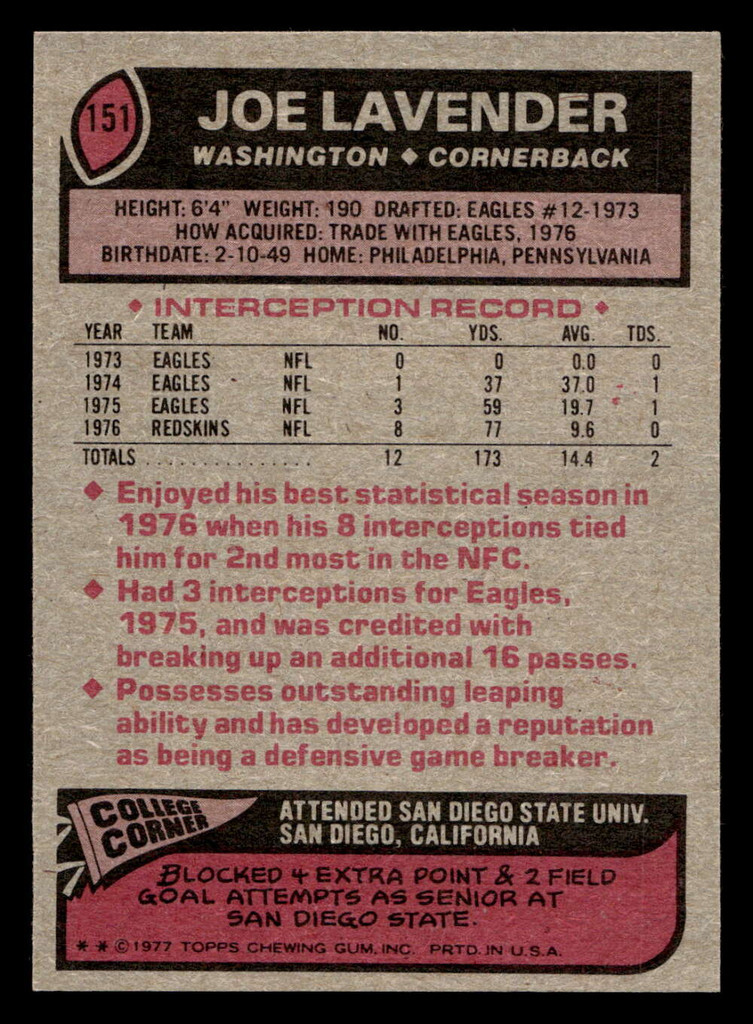 151
JOE LAVENDER
WASHINGTON ◆ CORNERBACK
HEIGHT: 6'4" WEIGHT: 190 DRAFTED: EAGLES #12-1973
HOW ACQUIRED: TRADE WITH EAGLES, 1976
BIRTHDATE: 2-10-49 HOME: PHILADELPHIA, PENNSYLVANIA
◆ INTERCEPTION RECORD ◆
YEAR TEAM NO. YDS. AVG. TDS.
1973 EAGLES NFL 0 0 0.0 0
1974 EAGLES NFL 1 37 37.0 1
1975 EAGLES NFL 3 59 19.7 1
1976 REDSKINS NFL 8 77 9.6 0
TOTALS . . . . . . . . . . . . . . . 12 173 14.4 2
◆ Enjoyed his best statistical season in
1976 when his 8 interceptions tied
him for 2nd most in the NFC.
◆ Had 3 interceptions for Eagles,
1975, and was credited with
breaking up an additional 16 passes.
◆ Possesses outstanding leaping
ability and has developed a reputation
as being a defensive game breaker.
COLLEGE
CORNER
ATTENDED SAN DIEGO STATE UNIV.
SAN DIEGO, CALIFORNIA
BLOCKED 4 EXTRA POINT & 2 FIELD
GOAL ATTEMPTS AS SENIOR AT
SAN DIEGO STATE.
* * © 1977 TOPPS CHEWING GUM, INC. PRTD. IN U.S.A.